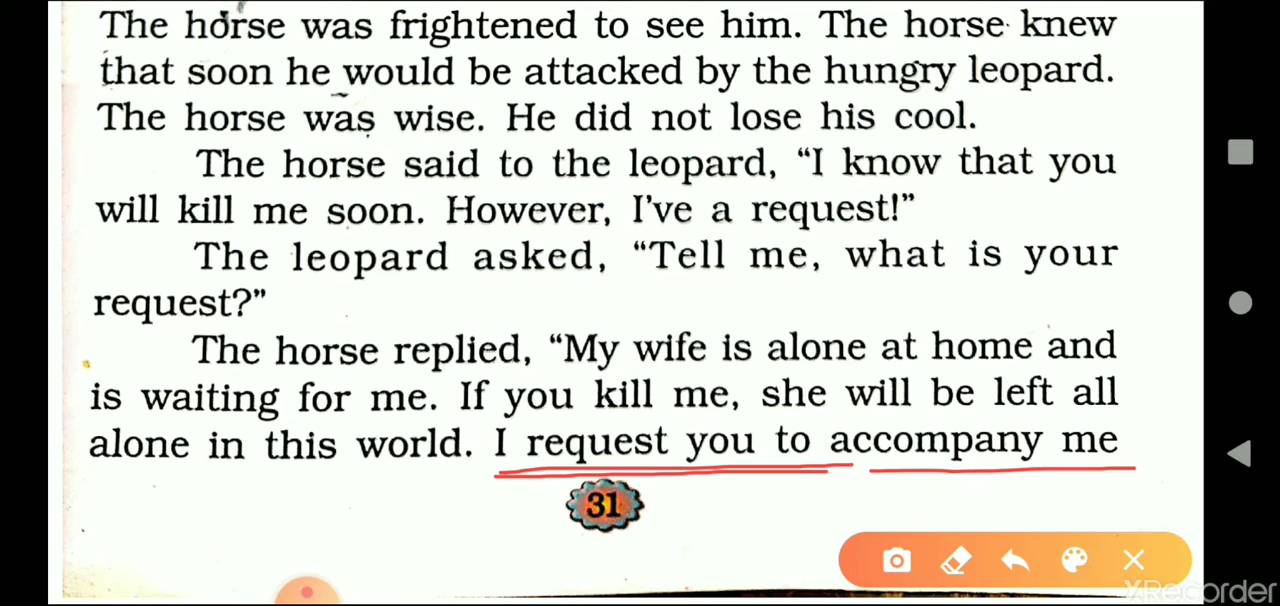 The horse was frightened to see him. The horse knew
that soon he would be attacked by the hungry leopard.
The horse was wise. He did not lose his cool.
The horse said to the leopard, “I know that you
will kill me soon. However, I’ve a request!”
The leopard asked, “Tell me, what is your
request?”
The horse replied, “My wife is alone at home and
is waiting for me. If you kill me, she will be left all
alone in this world. I request you to accompany me
31
XRecorder